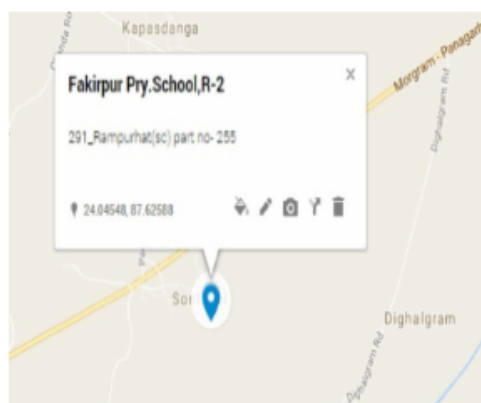 Kapasdanga
Fakirpur Pry.School,R-2
×
Morgram - Panagarh
291_Rampurhat(sc) part no- 255
Dighalgram Rd
24.04548, 87.62588
Dighalgram
Dighalgram Rd